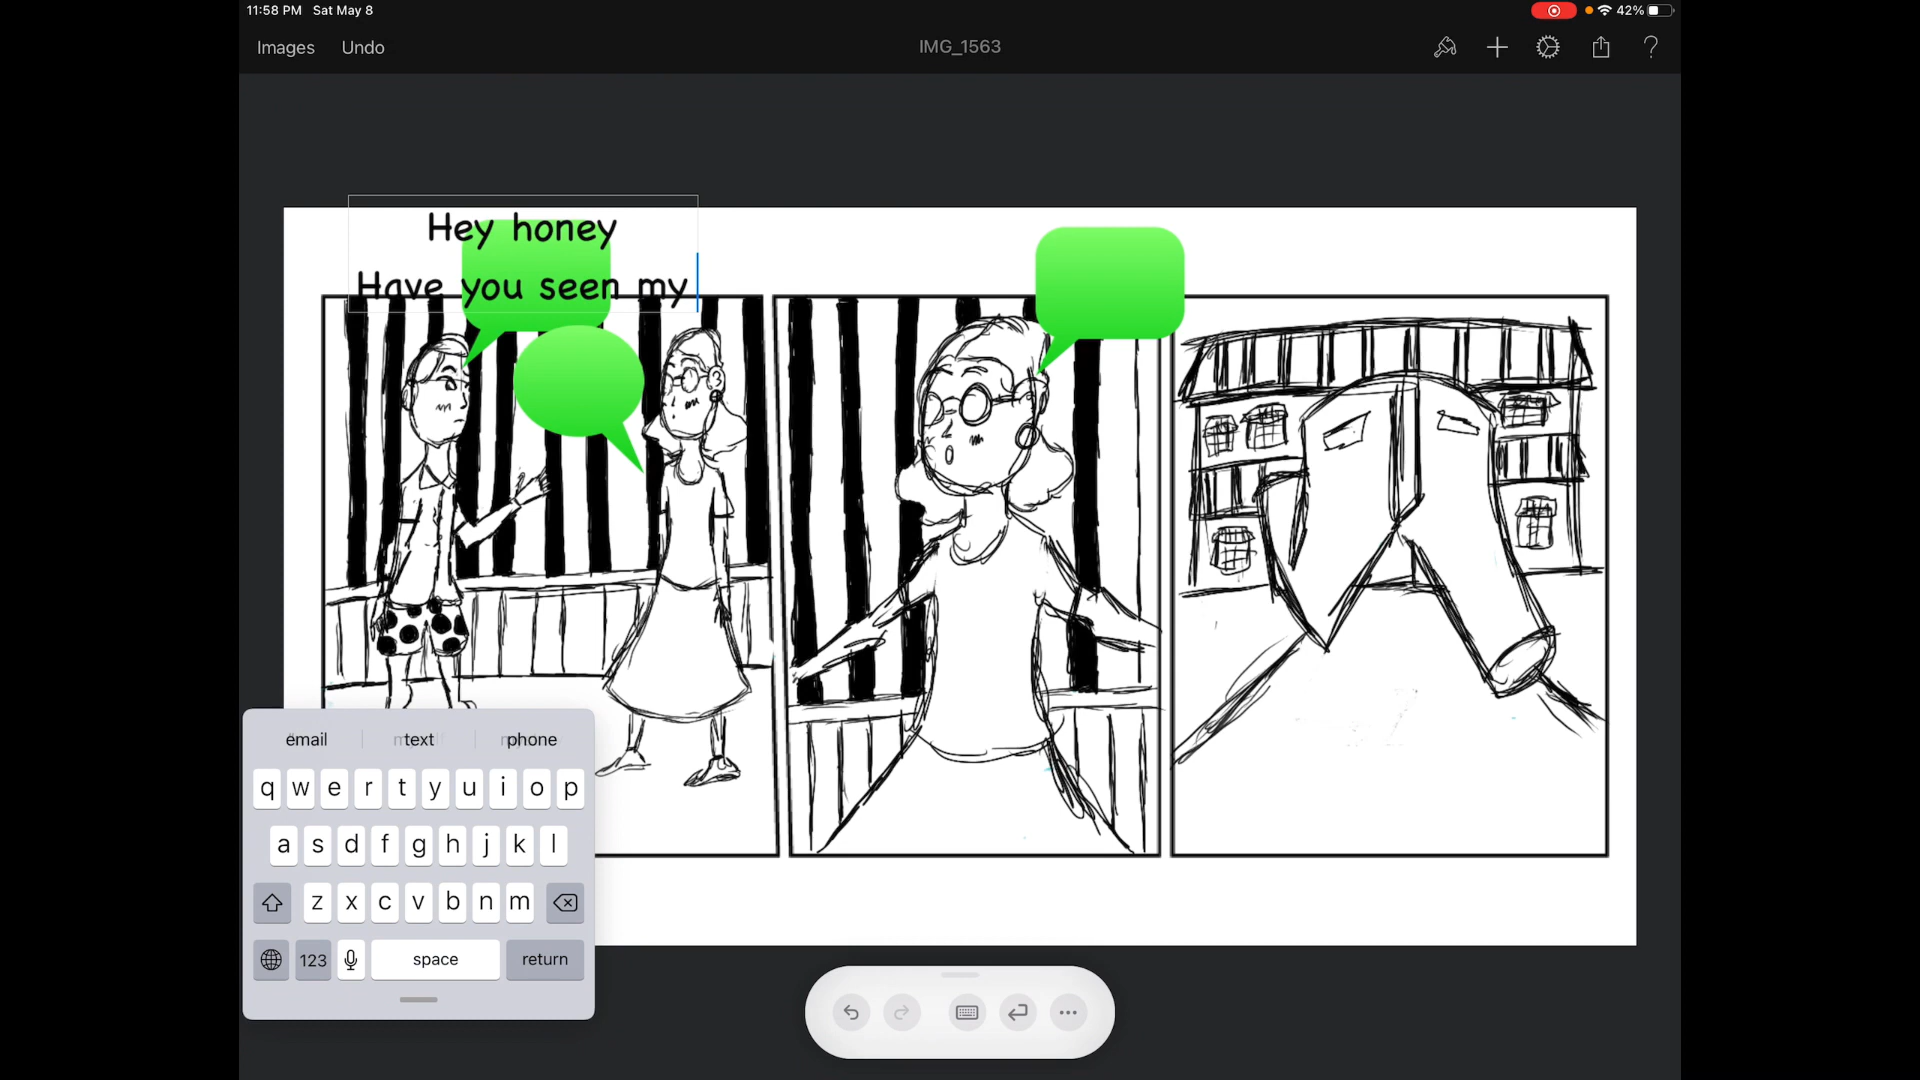 11:58 PM Sat May 8
42%
Images Undo
IMG_1563
?
Hey honey
Have you seen my
email text phone
q w e r t y u i o p
a s d f g h j k l
z x c v b n m
123 space return